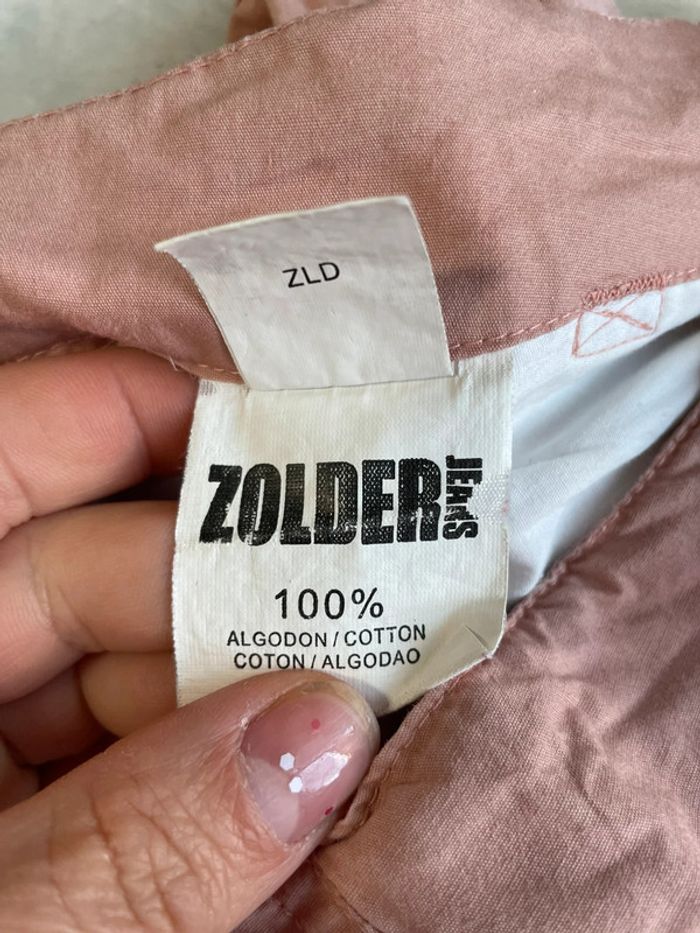 ZLD
ZOLDER JEANS
100%
ALGODON / COTTON
COTON / ALGODAO